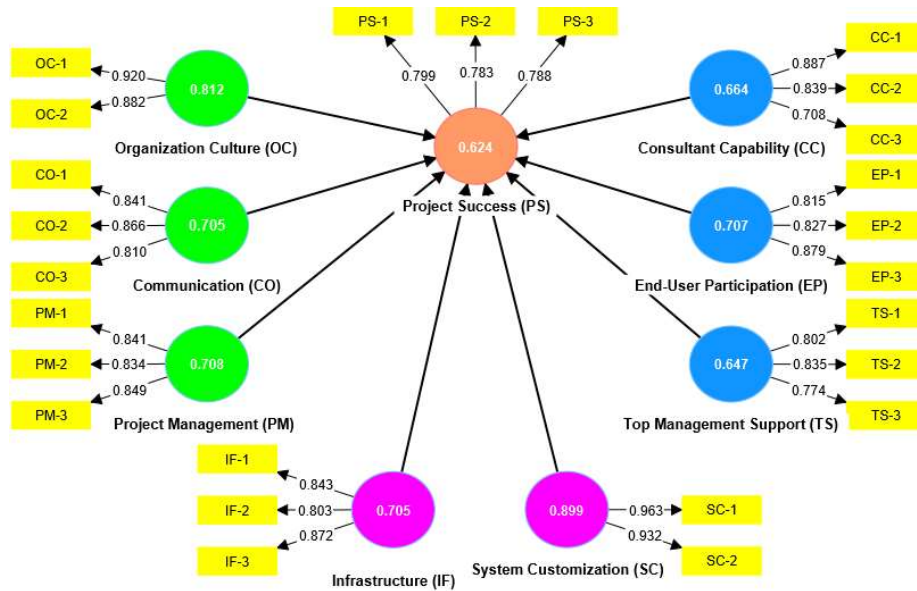 PS-1
PS-2
PS-3
0.799
0.783
0.788
OC-1
OC-2
0.920
0.882
0.812
Organization Culture (OC)
CO-1
CO-2
CO-3
0.841
0.866
0.810
0.705
Communication (CO)
PM-1
PM-2
PM-3
0.841
0.834
0.849
0.708
Project Management (PM)
0.624
Project Success (PS)
CC-1
CC-2
CC-3
0.887
0.839
0.708
0.664
Consultant Capability (CC)
EP-1
EP-2
EP-3
0.815
0.827
0.879
0.707
End-User Participation (EP)
TS-1
TS-2
TS-3
0.802
0.835
0.774
0.647
Top Management Support (TS)
IF-1
IF-2
IF-3
0.843
0.803
0.872
0.705
Infrastructure (IF)
0.899
0.963
0.932
SC-1
SC-2
System Customization (SC)